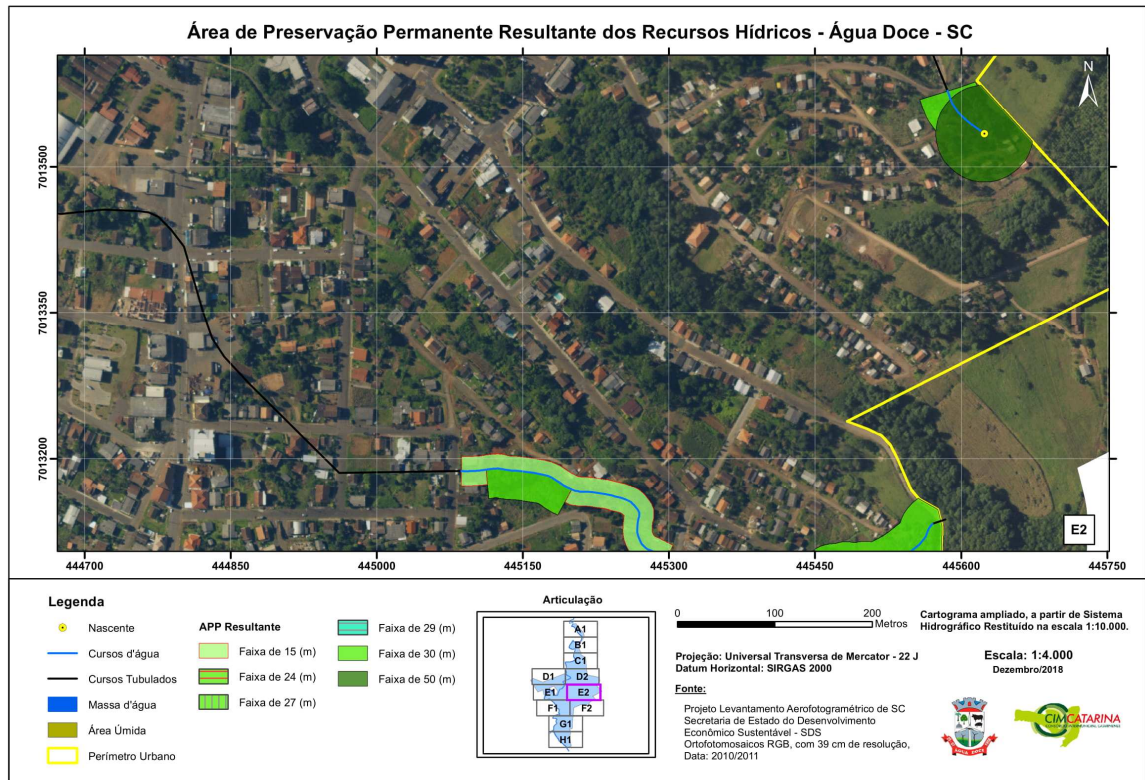 Área de Preservação Permanente Resultante dos Recursos Hídricos - Água Doce - SC
N
7013500
7013350
7013200
E2
444700
444850
445000
445150
445300
445450
445600
445750
Legenda
Nascente
Cursos d'água
Cursos Tubulados
Massa d'água
Área Úmida
Perímetro Urbano
APP Resultante
Faixa de 15 (m)
Faixa de 24 (m)
Faixa de 27 (m)
Faixa de 29 (m)
Faixa de 30 (m)
Faixa de 50 (m)
Articulação
A1
B1
C1
D1 D2
E1 E2
F1 F2
G1
H1
0 100 200
Metros
Projeção: Universal Transversa de Mercator - 22 J
Datum Horizontal: SIRGAS 2000
Fonte:
Projeto Levantamento Aerofotogramétrico de SC
Secretaria de Estado do Desenvolvimento
Econômico Sustentável - SDS
Ortofotomosaicos RGB, com 39 cm de resolução,
Data: 2010/2011
Cartograma ampliado, a partir de Sistema
Hidrográfico Restituído na escala 1:10.000.
Escala: 1:4.000
Dezembro/2018
ÁGUA DOCE
CIMCATARINA